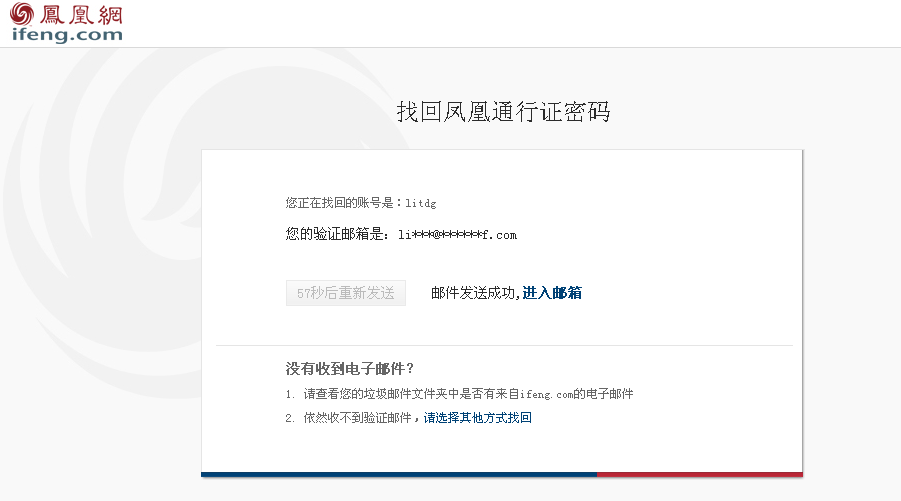 鳳凰網
ifeng.com
找回凤凰通行证密码
您正在找回的账号是：litdg
您的验证邮箱是：li***@******f.com
57秒后重新发送 邮件发送成功,进入邮箱
没有收到电子邮件？
1. 请查看您的垃圾邮件文件夹中是否有来自ifeng.com的电子邮件
2. 依然收不到验证邮件，请选择其他方式找回